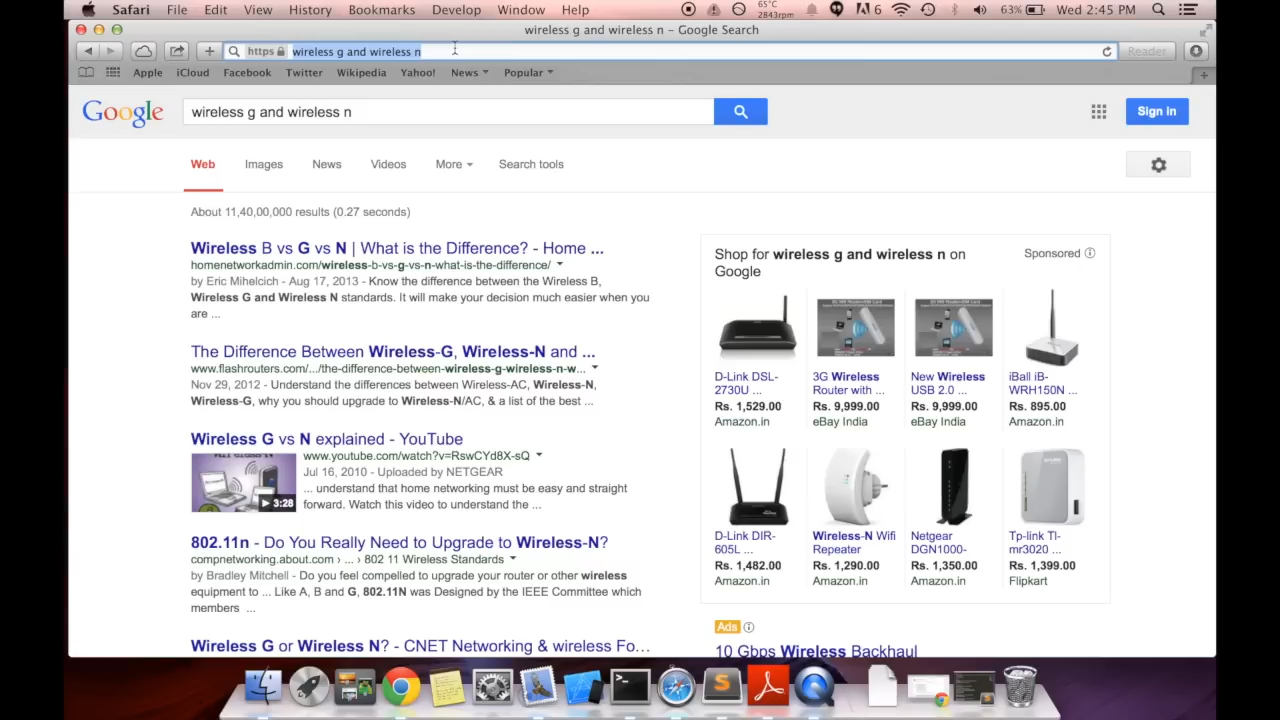 Safari File Edit View History Bookmarks Develop Window Help 65°C 2843rpm 6 63% Wed 2:45 PM
wireless g and wireless n – Google Search
https wireless g and wireless n Reader
Apple iCloud Facebook Twitter Wikipedia Yahoo! News Popular
Google wireless g and wireless n Sign in
Web Images News Videos More Search tools
About 11,40,00,000 results (0.27 seconds)
Wireless B vs G vs N | What is the Difference? - Home ...
homenetworkadmin.com/wireless-b-vs-g-vs-n-what-is-the-difference/
by Eric Mihelcich - Aug 17, 2013 - Know the difference between the Wireless B,
Wireless G and Wireless N standards. It will make your decision much easier when you
are ...
The Difference Between Wireless-G, Wireless-N and ...
www.flashrouters.com/.../the-difference-between-wireless-g-wireless-n-w...
Nov 29, 2012 - Understand the differences between Wireless-AC, Wireless-N,
Wireless-G, why you should upgrade to Wireless-N/AC, & a list of the best ...
Wireless G vs N explained - YouTube
www.youtube.com/watch?v=RswCYd8X-sQ
Jul 16, 2010 - Uploaded by NETGEAR
... understand that home networking must be easy and straight
forward. Watch this video to understand the ...
3:28
802.11n - Do You Really Need to Upgrade to Wireless-N?
compnetworking.about.com › ... › 802 11 Wireless Standards
by Bradley Mitchell - Do you feel compelled to upgrade your router or other wireless
equipment to ... Like A, B and G, 802.11N was Designed by the IEEE Committee which
members ...
Wireless G or Wireless N? - CNET Networking & wireless Fo...
Shop for wireless g and wireless n on Sponsored
Google
D-Link DSL- 3G Wireless New Wireless iBall iB-
2730U ... Router with ... USB 2.0 ... WRH150N ...
Rs. 1,529.00 Rs. 9,999.00 Rs. 9,999.00 Rs. 895.00
Amazon.in eBay India eBay India Amazon.in
D-Link DIR- Wireless-N Wifi Netgear Tp-link Tl-
605L ... Repeater DGN1000- mr3020 ...
Rs. 1,482.00 Rs. 1,290.00 Rs. 1,350.00 Rs. 1,399.00
Amazon.in Amazon.in Amazon.in Flipkart
Ads
10 Gbps Wireless Backhaul